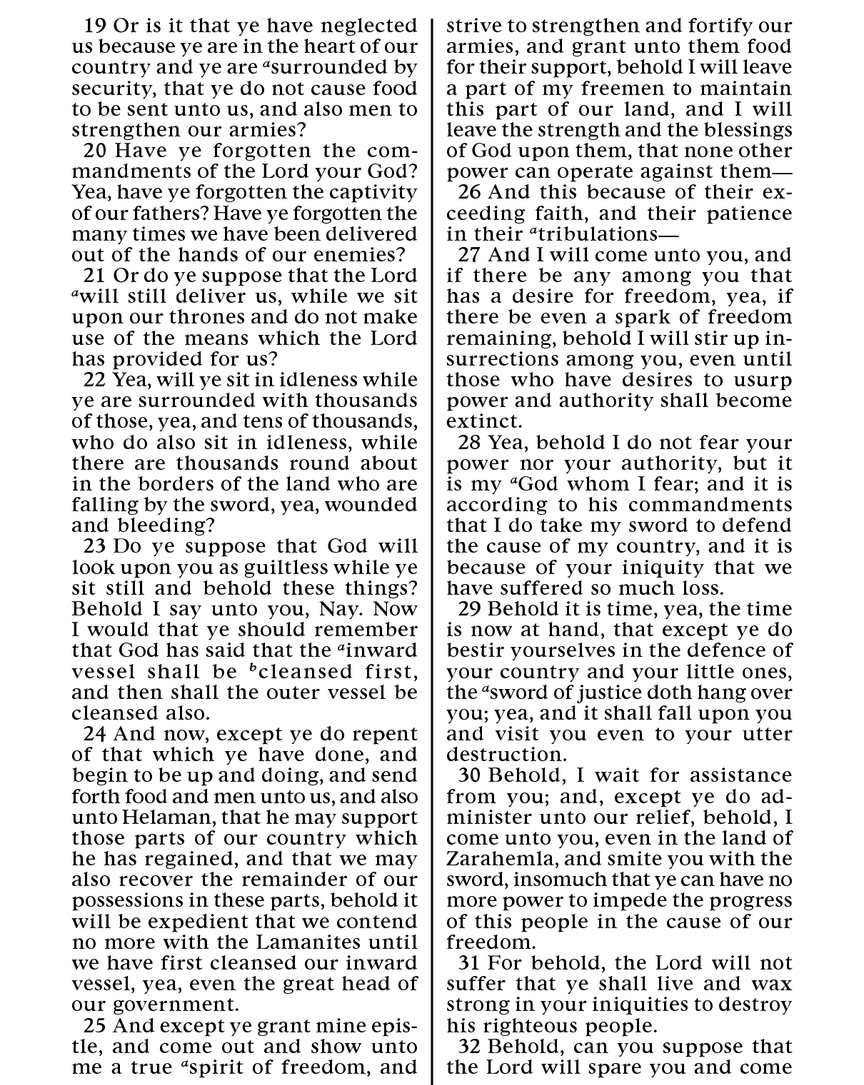 19 Or is it that ye have neglected
us because ye are in the heart of our
country and ye are ᵃsurrounded by
security, that ye do not cause food
to be sent unto us, and also men to
strengthen our armies?
20 Have ye forgotten the com-
mandments of the Lord your God?
Yea, have ye forgotten the captivity
of our fathers? Have ye forgotten the
many times we have been delivered
out of the hands of our enemies?
21 Or do ye suppose that the Lord
ᵃwill still deliver us, while we sit
upon our thrones and do not make
use of the means which the Lord
has provided for us?
22 Yea, will ye sit in idleness while
ye are surrounded with thousands
of those, yea, and tens of thousands,
who do also sit in idleness, while
there are thousands round about
in the borders of the land who are
falling by the sword, yea, wounded
and bleeding?
23 Do ye suppose that God will
look upon you as guiltless while ye
sit still and behold these things?
Behold I say unto you, Nay. Now
I would that ye should remember
that God has said that the ᵃinward
vessel shall be ᵇcleansed first,
and then shall the outer vessel be
cleansed also.
24 And now, except ye do repent
of that which ye have done, and
begin to be up and doing, and send
forth food and men unto us, and also
unto Helaman, that he may support
those parts of our country which
he has regained, and that we may
also recover the remainder of our
possessions in these parts, behold it
will be expedient that we contend
no more with the Lamanites until
we have first cleansed our inward
vessel, yea, even the great head of
our government.
25 And except ye grant mine epis-
tle, and come out and show unto
me a true ᵃspirit of freedom, and
strive to strengthen and fortify our
armies, and grant unto them food
for their support, behold I will leave
a part of my freemen to maintain
this part of our land, and I will
leave the strength and the blessings
of God upon them, that none other
power can operate against them—
26 And this because of their ex-
ceeding faith, and their patience
in their ᵃtribulations—
27 And I will come unto you, and
if there be any among you that
has a desire for freedom, yea, if
there be even a spark of freedom
remaining, behold I will stir up in-
surrections among you, even until
those who have desires to usurp
power and authority shall become
extinct.
28 Yea, behold I do not fear your
power nor your authority, but it
is my ᵃGod whom I fear; and it is
according to his commandments
that I do take my sword to defend
the cause of my country, and it is
because of your iniquity that we
have suffered so much loss.
29 Behold it is time, yea, the time
is now at hand, that except ye do
bestir yourselves in the defence of
your country and your little ones,
the ᵃsword of justice doth hang over
you; yea, and it shall fall upon you
and visit you even to your utter
destruction.
30 Behold, I wait for assistance
from you; and, except ye do ad-
minister unto our relief, behold, I
come unto you, even in the land of
Zarahemla, and smite you with the
sword, insomuch that ye can have no
more power to impede the progress
of this people in the cause of our
freedom.
31 For behold, the Lord will not
suffer that ye shall live and wax
strong in your iniquities to destroy
his righteous people.
32 Behold, can you suppose that
the Lord will spare you and come